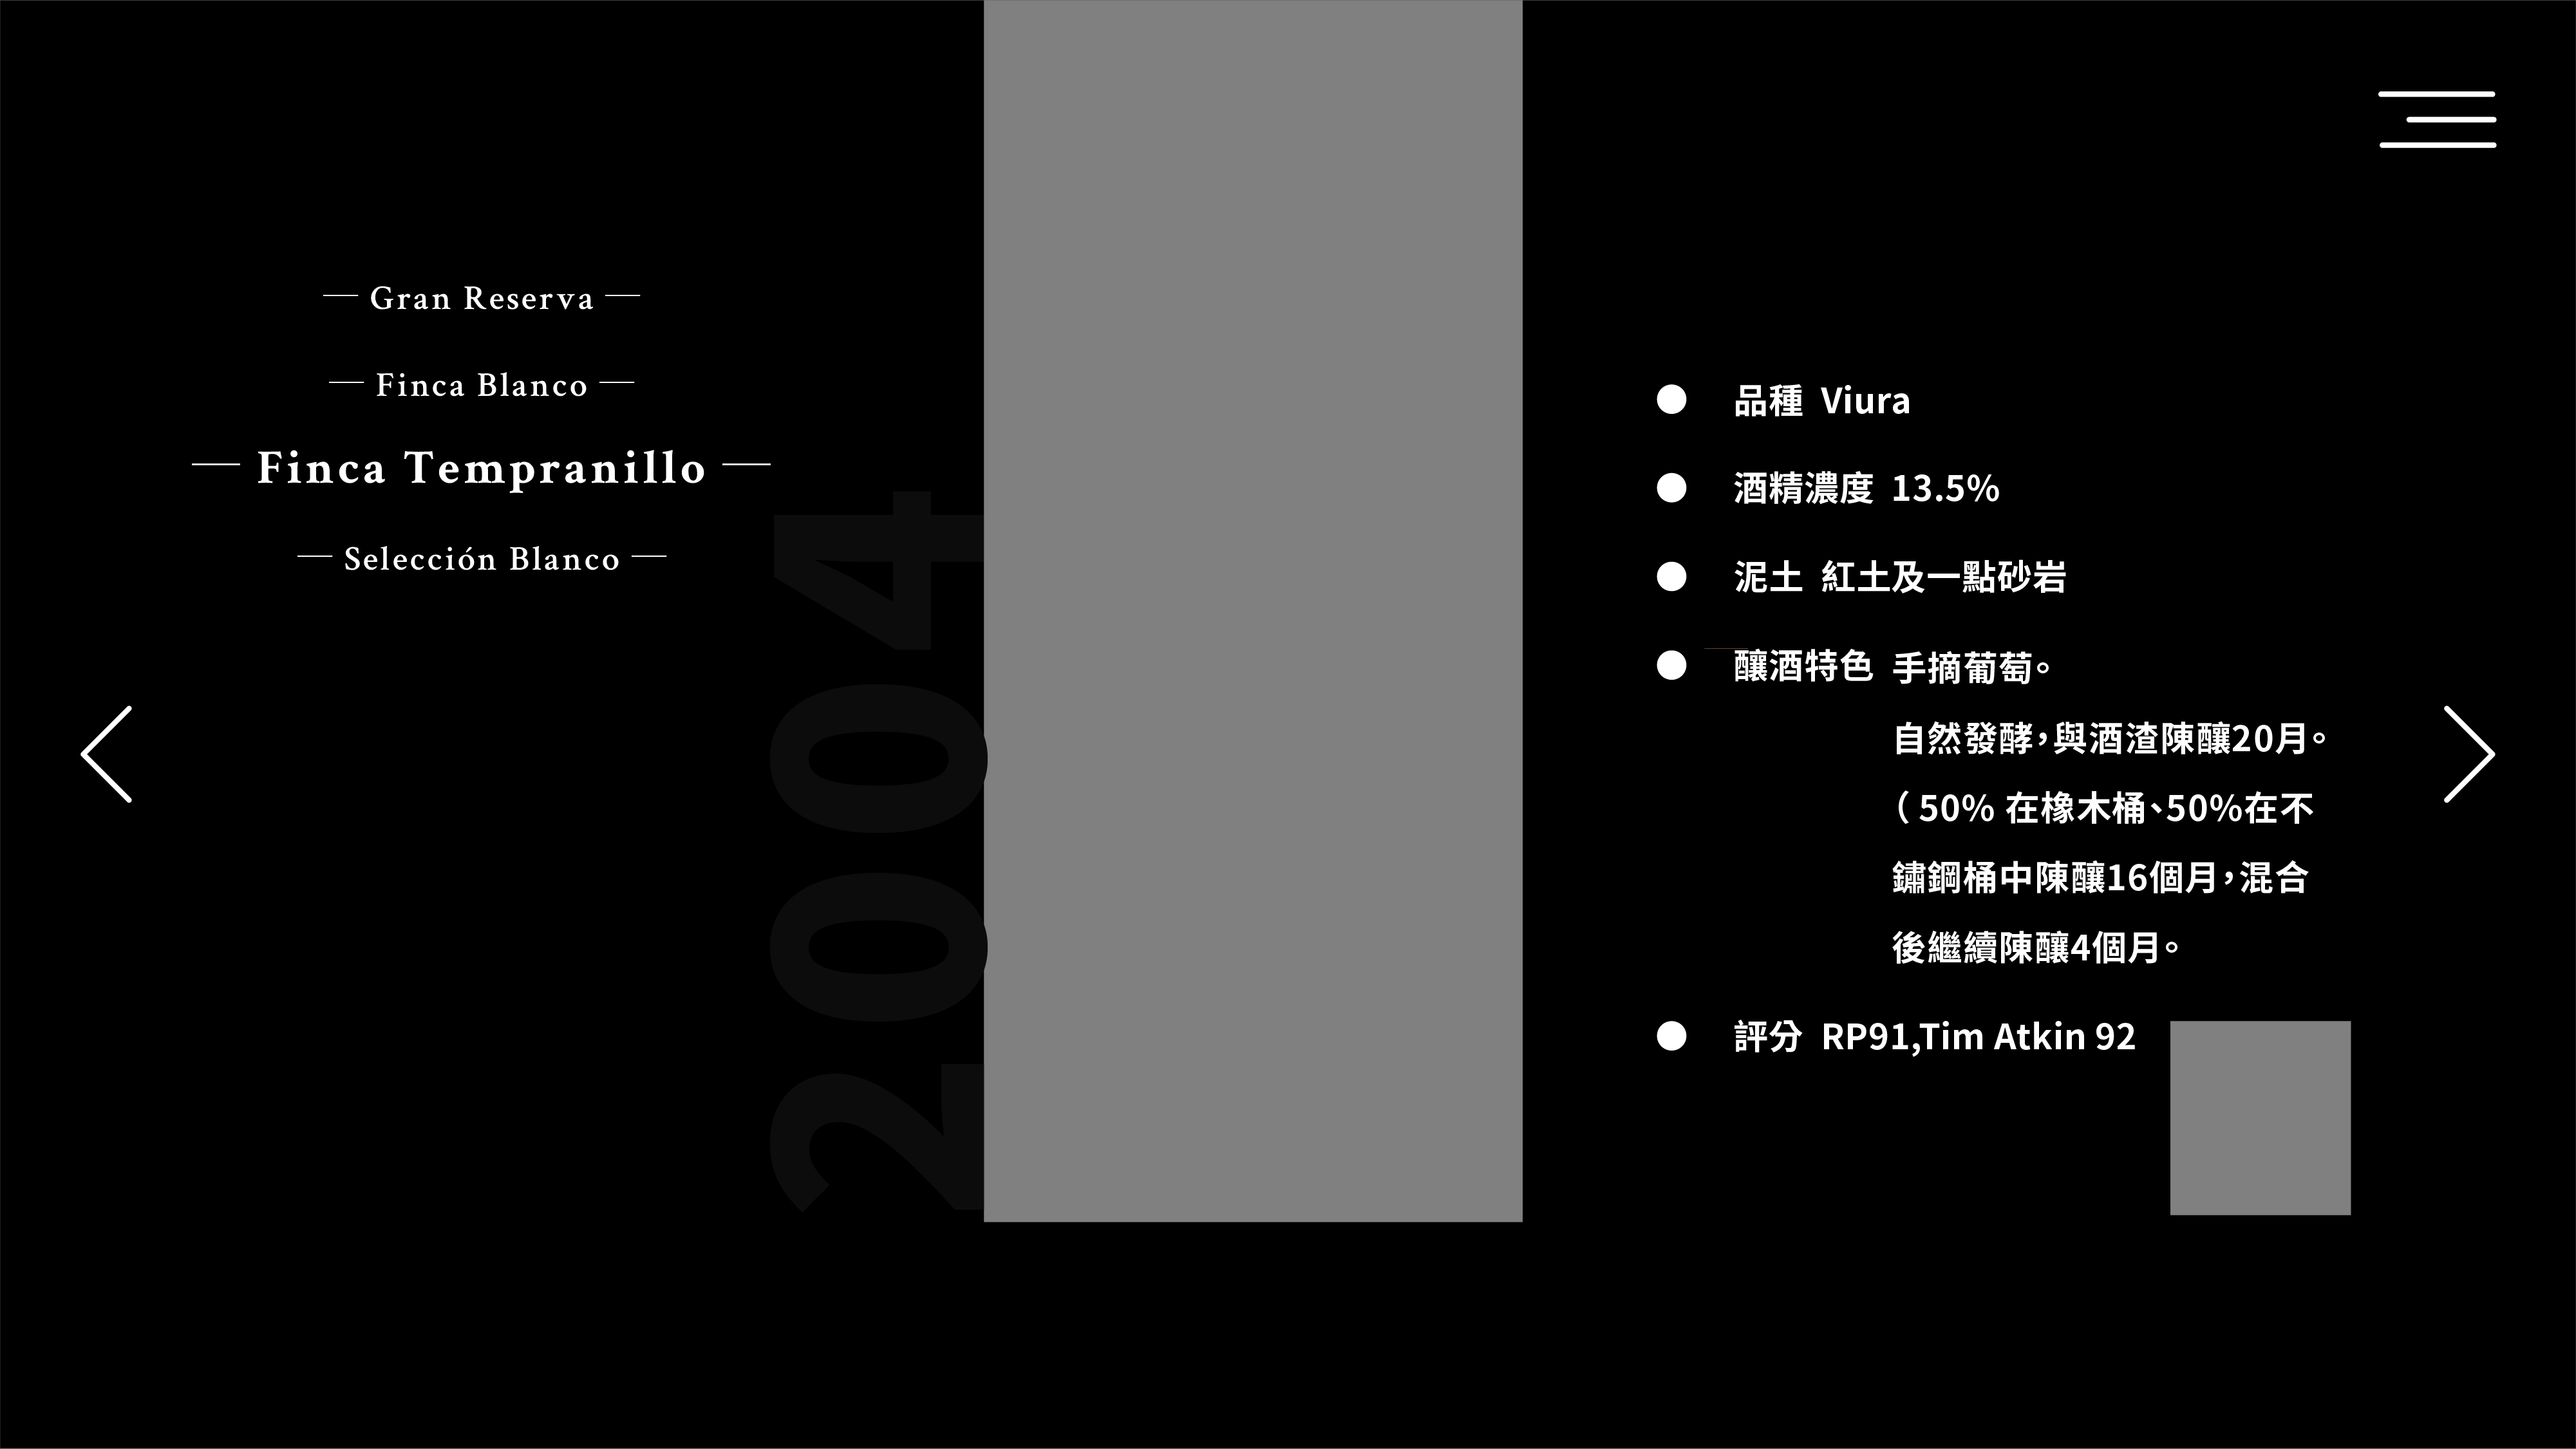 Gran Reserva
Finca Blanco
Finca Tempranillo
Selección Blanco
2004
品種 Viura
酒精濃度 13.5%
泥土 紅土及一點砂岩
釀酒特色 手摘葡萄。
自然發酵，與酒渣陳釀20月。
（ 50% 在橡木桶、50%在不
鏽鋼桶中陳釀16個月，混合
後繼續陳釀4個月。
評分 RP91,Tim Atkin 92